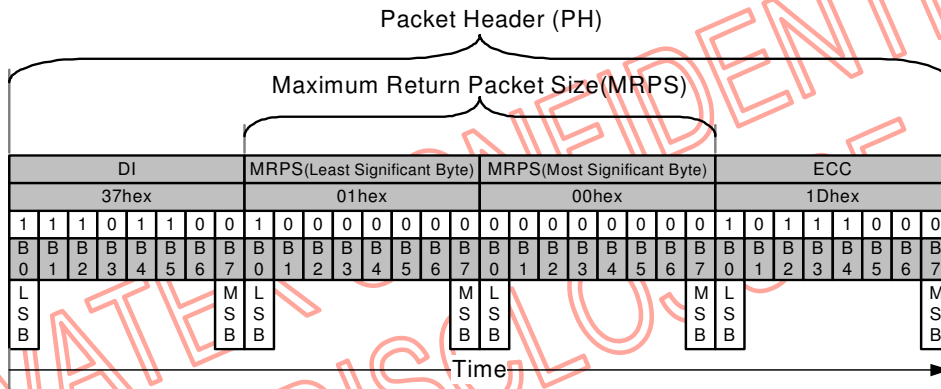 Packet Header (PH)
Maximum Return Packet Size(MRPS)
DI MRPS(Least Significant Byte) MRPS(Most Significant Byte) ECC
37hex 01hex 00hex 1Dhex
1 1 1 0 1 1 0 0 1 0 0 0 0 0 0 0 0 0 0 0 0 0 0 0 1 0 1 1 1 0 0 0
B0 B1 B2 B3 B4 B5 B6 B7 B0 B1 B2 B3 B4 B5 B6 B7 B0 B1 B2 B3 B4 B5 B6 B7 B0 B1 B2 B3 B4 B5 B6 B7
LSB MSB LSB MSB LSB MSB LSB MSB
Time